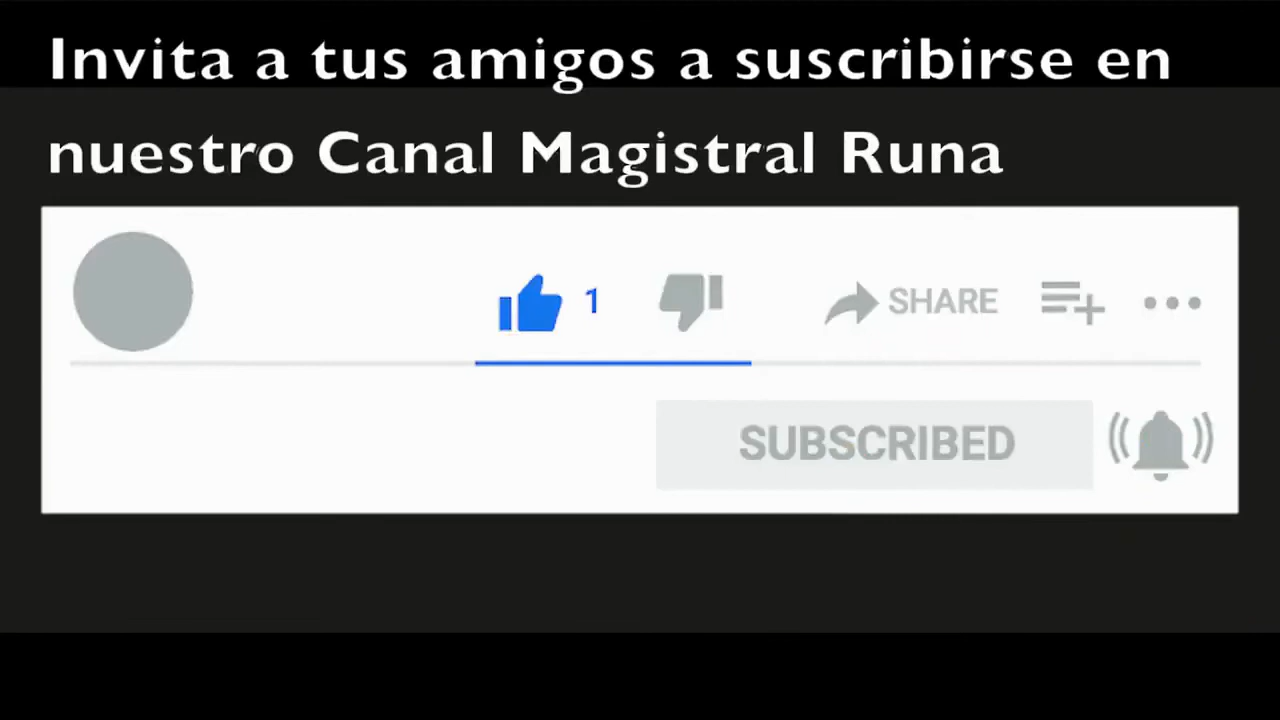 Invita a tus amigos a suscribirse en
nuestro Canal Magistral Runa
1
SHARE
SUBSCRIBED